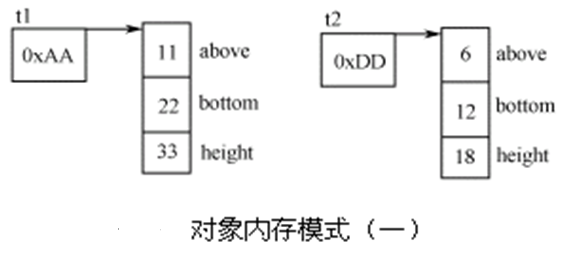 t1
0xAA
11 above
22 bottom
33 height
t2
0xDD
6 above
12 bottom
18 height
对象内存模式（一）